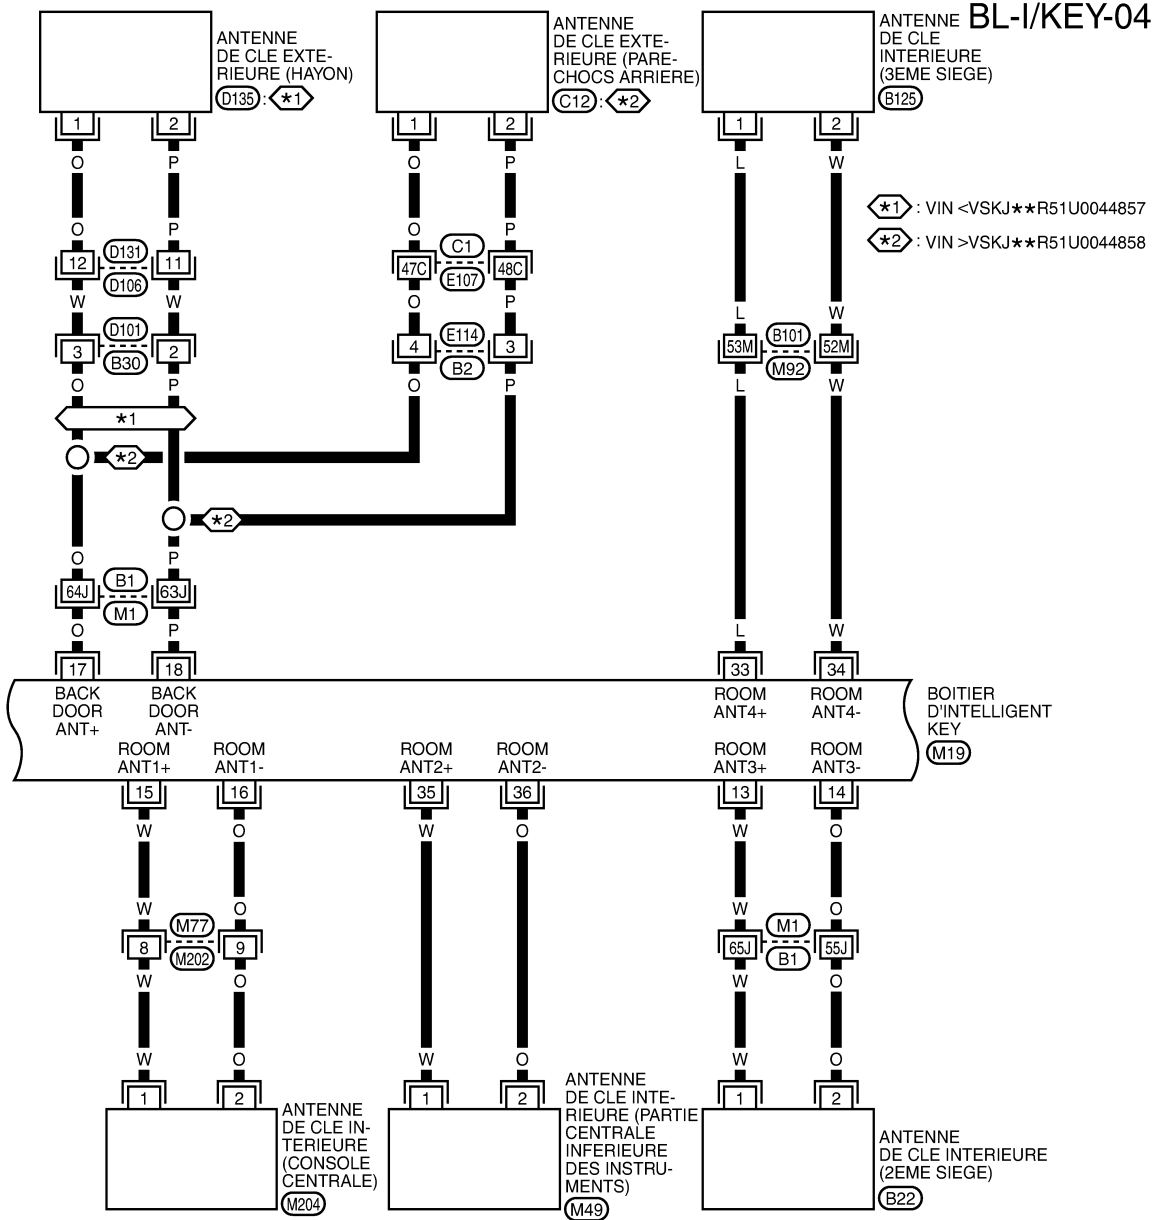 BL-I/KEY-04
ANTENNE
DE CLE EXTE-
RIEURE (HAYON)
D135 : *1
ANTENNE
DE CLE EXTE-
RIEURE (PARE-
CHOCS ARRIERE)
C12 : *2
ANTENNE
DE CLE
INTERIEURE
(3EME SIEGE)
B125
1 2 1 2 1 2
O P O P L W
*1 : VIN <VSKJ**R51U0044857
*2 : VIN >VSKJ**R51U0044858
O P O P
12 D131 11 47C C1 48C
D106 E107
W W O P L W
3 D101 2 4 E114 3 53M B101 52M
B30 B2 M92
O P O P L W
*1
*2
*2
O P
64J B1 63J
M1
O P L W
17 18 33 34
BACK
DOOR
ANT+
BACK
DOOR
ANT-
ROOM
ANT4+
ROOM
ANT4-
BOITIER
D'INTELLIGENT
KEY
M19
ROOM
ANT1+
ROOM
ANT1-
ROOM
ANT2+
ROOM
ANT2-
ROOM
ANT3+
ROOM
ANT3-
15 16 35 36 13 14
W O W O W O
W O W O
8 M77 9 65J M1 55J
M202 B1
W O W O
W O W O W O
1 2 1 2 1 2
ANTENNE
DE CLE IN-
TERIEURE
(CONSOLE
CENTRALE)
M204
ANTENNE
DE CLE INTE-
RIEURE (PARTIE
CENTRALE
INFERIEURE
DES INSTRU-
MENTS)
M49
ANTENNE
DE CLE INTERIEURE
(2EME SIEGE)
B22